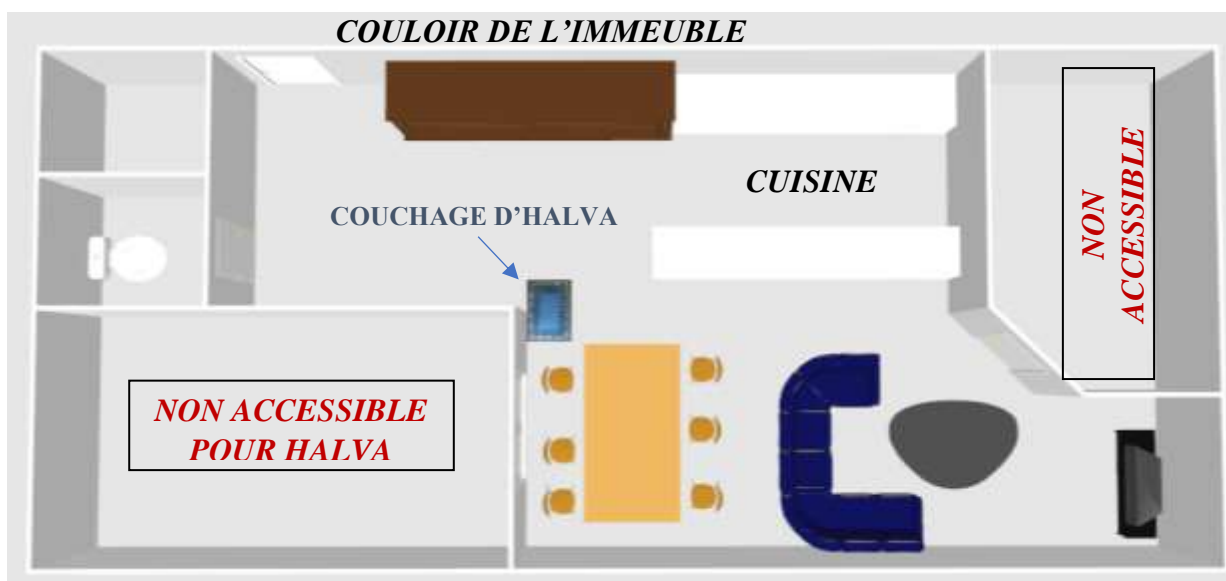 COULOIR DE L’IMMEUBLE
CUISINE
COUCHAGE D’HALVA
NON
ACCESSIBLE
NON ACCESSIBLE
POUR HALVA